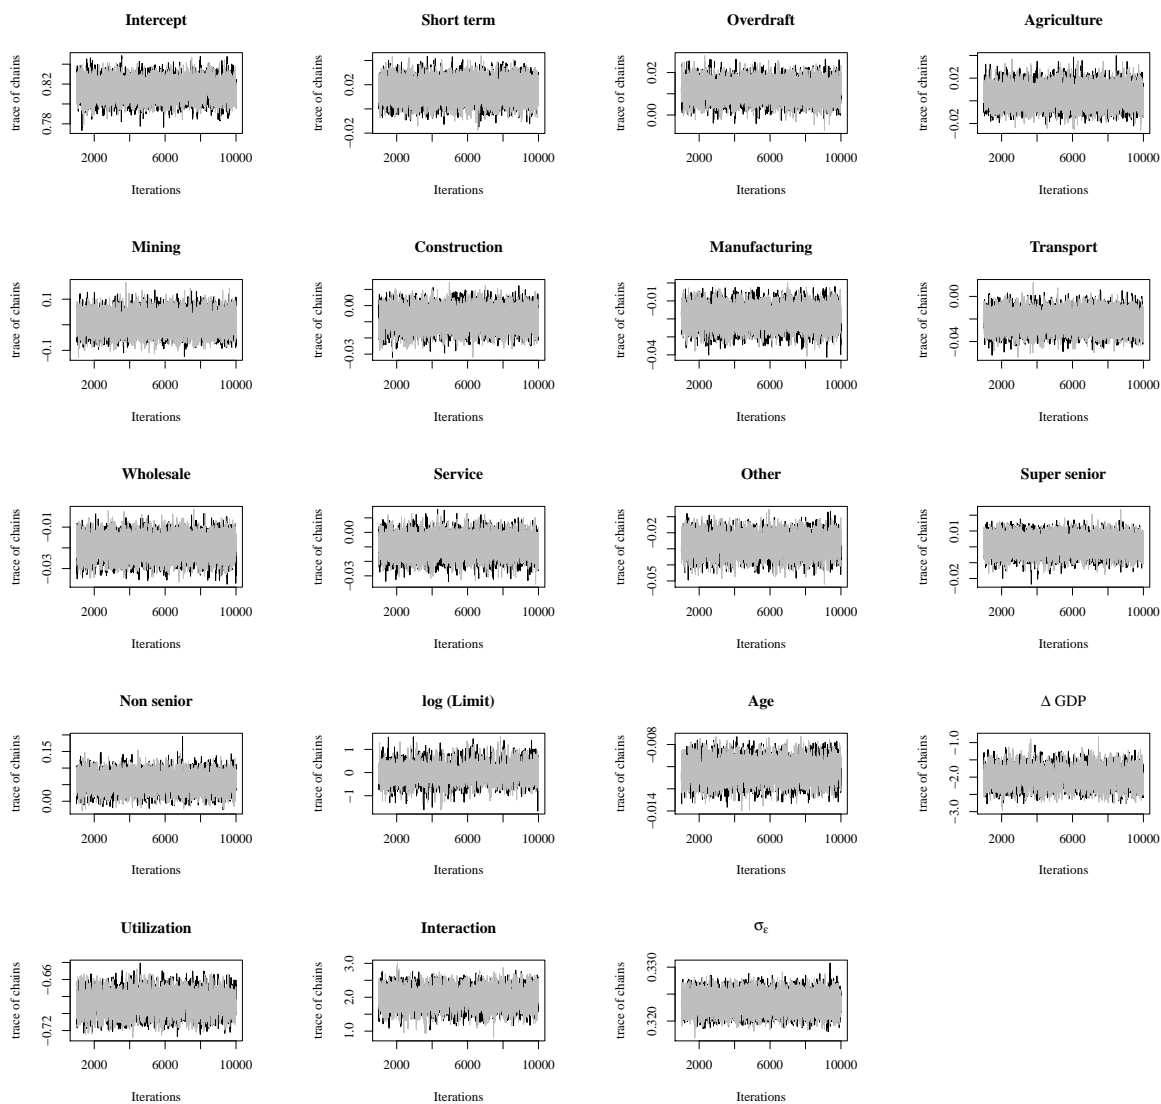 Intercept Short term Overdraft Agriculture
trace of chains 0.78 0.82 trace of chains −0.02 0.02 trace of chains 0.00 0.02 trace of chains −0.02 0.02
2000 6000 10000 2000 6000 10000 2000 6000 10000 2000 6000 10000
Iterations Iterations Iterations Iterations
Mining Construction Manufacturing Transport
trace of chains −0.1 0.1 trace of chains −0.03 0.00 trace of chains −0.04 −0.01 trace of chains −0.04 0.00
2000 6000 10000 2000 6000 10000 2000 6000 10000 2000 6000 10000
Iterations Iterations Iterations Iterations
Wholesale Service Other Super senior
trace of chains −0.03 −0.01 trace of chains −0.03 0.00 trace of chains −0.05 −0.02 trace of chains −0.02 0.01
2000 6000 10000 2000 6000 10000 2000 6000 10000 2000 6000 10000
Iterations Iterations Iterations Iterations
Non senior log (Limit) Age Δ GDP
trace of chains 0.00 0.15 trace of chains −1 0 1 trace of chains −0.014 −0.008 trace of chains −3.0 −2.0 −1.0
2000 6000 10000 2000 6000 10000 2000 6000 10000 2000 6000 10000
Iterations Iterations Iterations Iterations
Utilization Interaction σε
trace of chains −0.72 −0.66 trace of chains 1.0 2.0 3.0 trace of chains 0.320 0.330
2000 6000 10000 2000 6000 10000 2000 6000 10000
Iterations Iterations Iterations